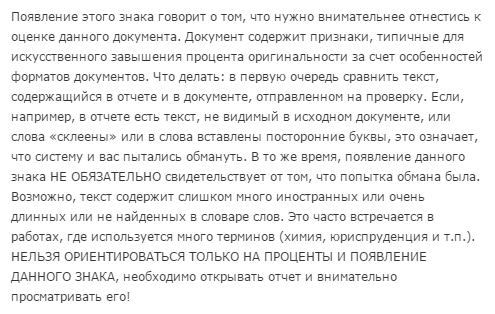 Появление этого знака говорит о том, что нужно внимательнее отнестись к
оценке данного документа. Документ содержит признаки, типичные для
искусственного завышения процента оригинальности за счет особенностей
форматов документов. Что делать: в первую очередь сравнить текст,
содержащийся в отчете и в документе, отправленном на проверку. Если,
например, в отчете есть текст, не видимый в исходном документе, или
слова «склеены» или в слова вставлены посторонние буквы, это означает,
что систему и вас пытались обмануть. В то же время, появление данного
знака НЕ ОБЯЗАТЕЛЬНО свидетельствует о том, что попытка обмана была.
Возможно, текст содержит слишком много иностранных или очень
длинных или не найденных в словаре слов. Это часто встречается в
работах, где используется много терминов (химия, юриспруденция и т.п.).
НЕЛЬЗЯ ОРИЕНТИРОВАТЬСЯ ТОЛЬКО НА ПРОЦЕНТЫ И ПОЯВЛЕНИЕ
ДАННОГО ЗНАКА, необходимо открывать отчет и внимательно
просматривать его!